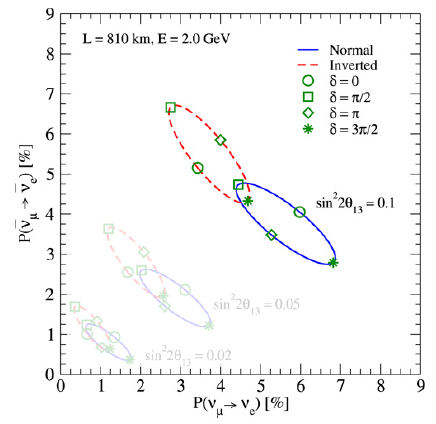 9
8
7
6
5
4
3
2
1
0
P(ν̄μ → ν̄e) [%]
L = 810 km, E = 2.0 GeV
Normal
Inverted
δ = 0
δ = π/2
δ = π
δ = 3π/2
sin²2θ₁₃ = 0.1
sin²2θ₁₃ = 0.05
sin²2θ₁₃ = 0.02
0 1 2 3 4 5 6 7 8 9
P(νμ → νe) [%]